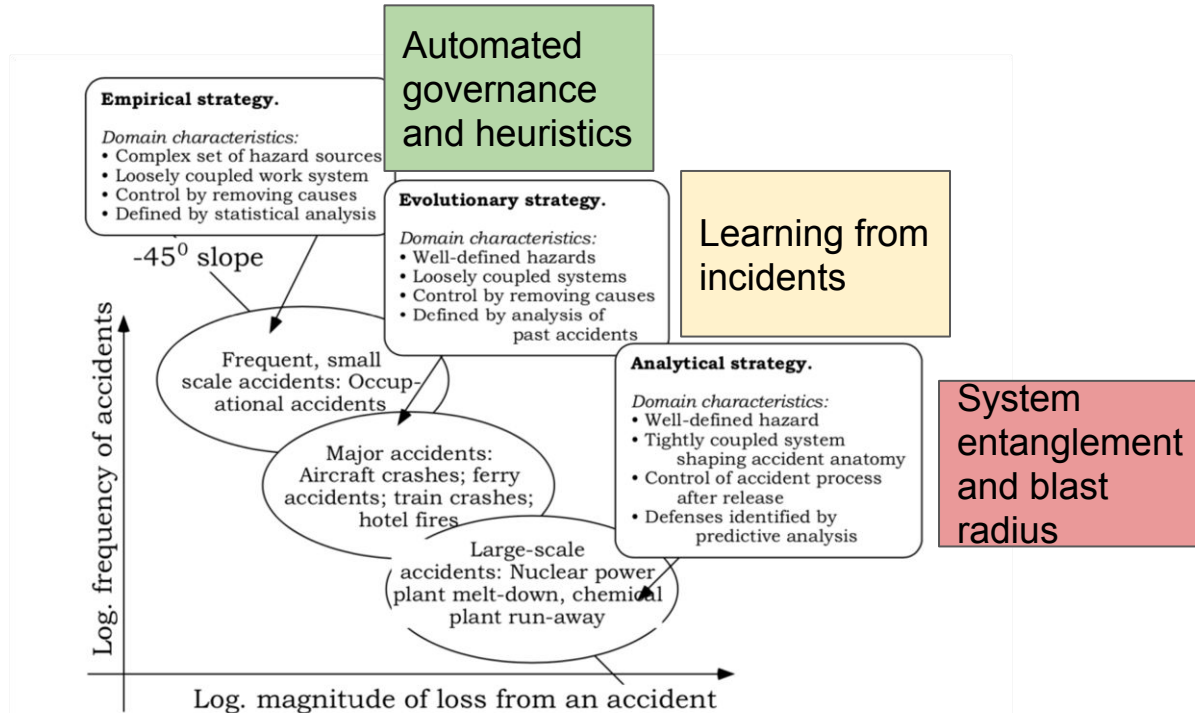 Automated
governance
and heuristics
Empirical strategy.
Domain characteristics:
• Complex set of hazard sources
• Loosely coupled work system
• Control by removing causes
• Defined by statistical analysis
-45⁰ slope
Evolutionary strategy.
Domain characteristics:
• Well-defined hazards
• Loosely coupled systems
• Control by removing causes
• Defined by analysis of
past accidents
Learning from
incidents
Frequent, small
scale accidents: Occup-
ational accidents
Analytical strategy.
Domain characteristics:
• Well-defined hazard
• Tightly coupled system
shaping accident anatomy
• Control of accident process
after release
• Defenses identified by
predictive analysis
System
entanglement
and blast
radius
Major accidents:
Aircraft crashes; ferry
accidents; train crashes;
hotel fires
Large-scale
accidents: Nuclear power
plant melt-down, chemical
plant run-away
Log. frequency of accidents
Log. magnitude of loss from an accident